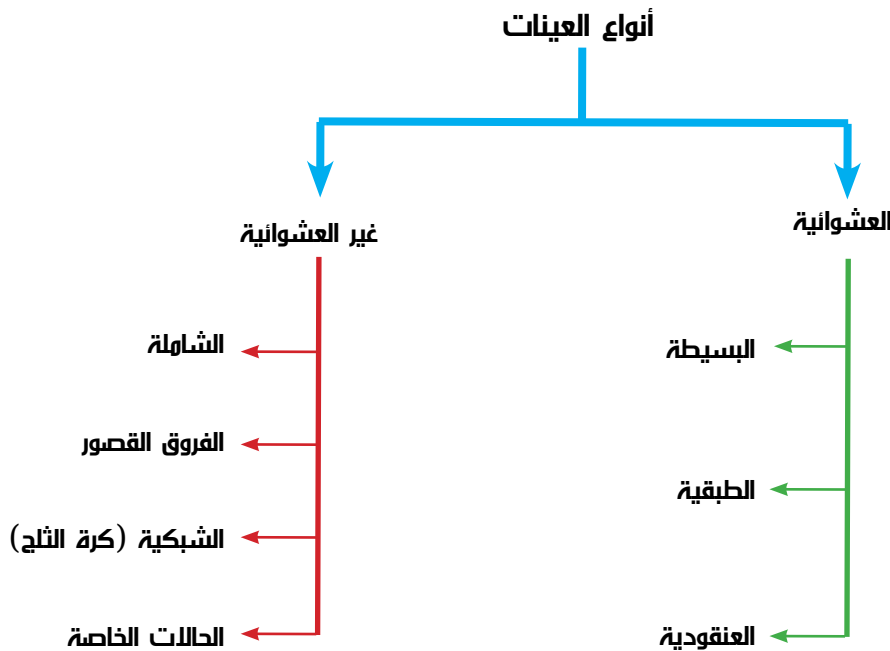 أنواع العينات
العشوائية
البسيطة
الطبقية
العنقودية
غير العشوائية
الشاملة
الفروق القصور
الشبكية (كرة الثلج)
الحالات الخاصة